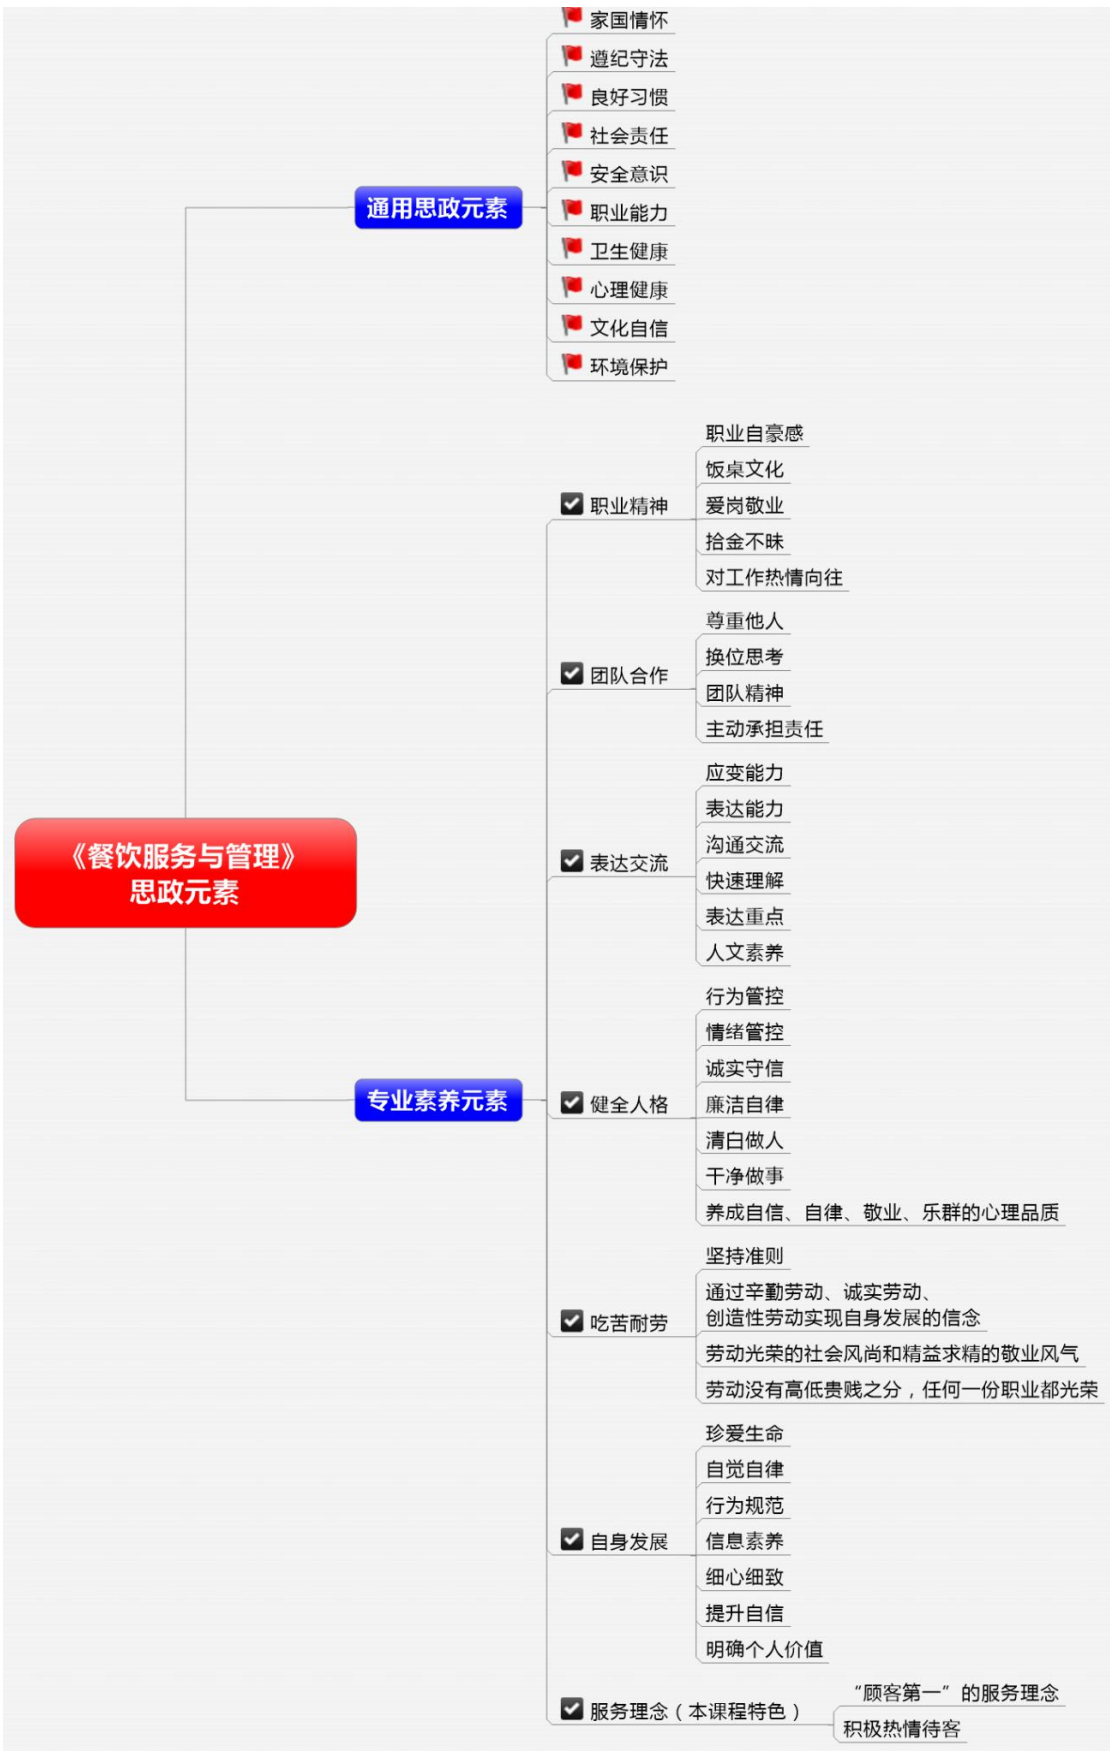 家国情怀
遵纪守法
良好习惯
社会责任
安全意识
通用思政元素
职业能力
卫生健康
心理健康
文化自信
环境保护
职业自豪感
饭桌文化
职业精神
爱岗敬业
拾金不昧
对工作热情向往
尊重他人
换位思考
团队合作
团队精神
主动承担责任
应变能力
表达能力
沟通交流
《餐饮服务与管理》
思政元素
表达交流
快速理解
表达重点
人文素养
行为管控
情绪管控
诚实守信
专业素养元素
健全人格
廉洁自律
清白做人
干净做事
养成自信、自律、敬业、乐群的心理品质
坚持准则
通过辛勤劳动、诚实劳动、
创造性劳动实现自身发展的信念
吃苦耐劳
劳动光荣的社会风尚和精益求精的敬业风气
劳动没有高低贵贱之分，任何一份职业都光荣
珍爱生命
自觉自律
行为规范
自身发展
信息素养
细心细致
提升自信
明确个人价值
服务理念（本课程特色）
“顾客第一”的服务理念
积极热情待客